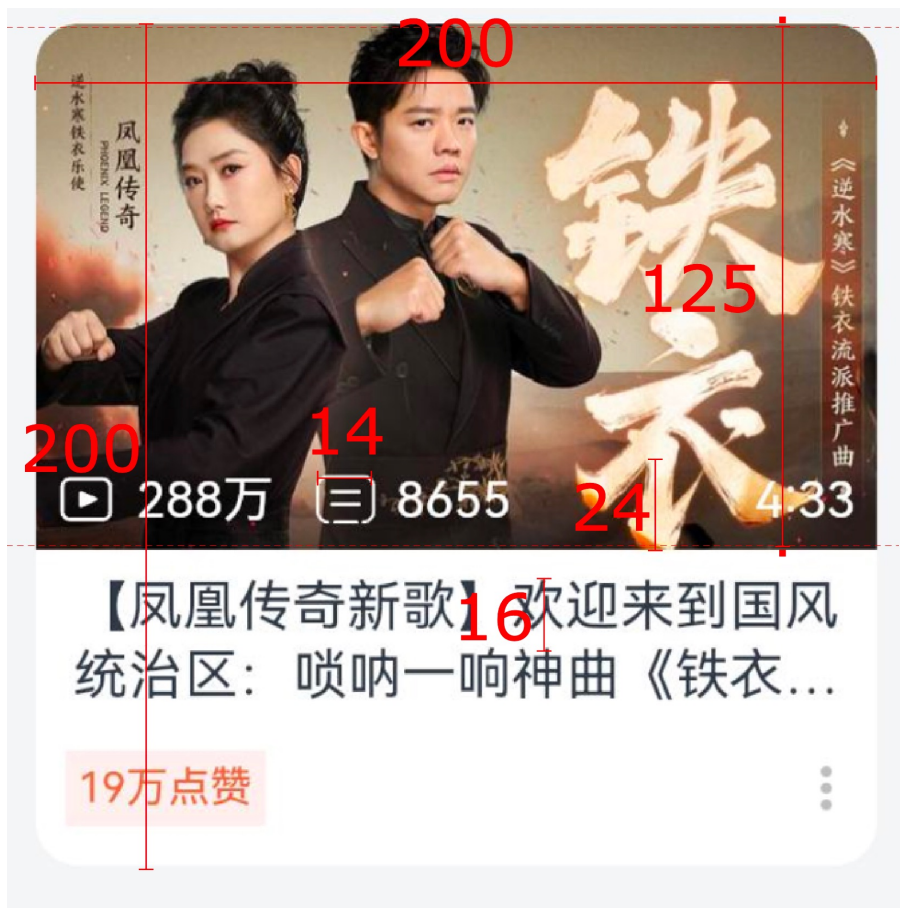 200
逆水寒铁衣乐使
凤凰传奇
PHOENIX LEGEND
铁衣
《逆水寒》铁衣流派推广曲
125
200
14
24
288万
8655
4:33
16
【凤凰传奇新歌】欢迎来到国风
统治区：唢呐一响神曲《铁衣...
19万点赞